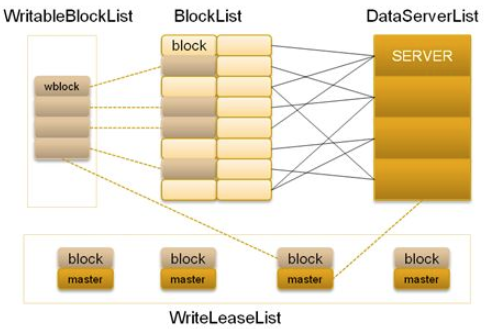 WritableBlockList
BlockList
DataServerList
block
SERVER
wblock
block
master
block
master
block
master
block
master
WriteLeaseList